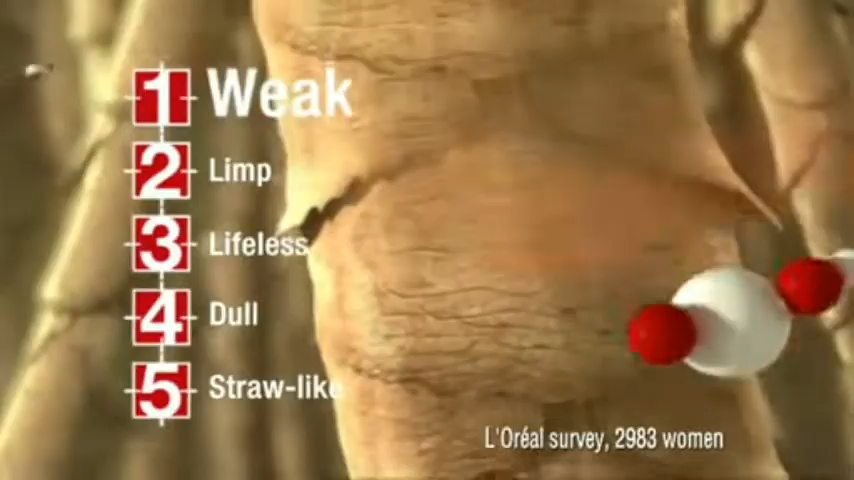 1 Weak
2 Limp
3 Lifeless
4 Dull
5 Straw-like
L'Oréal survey, 2983 women